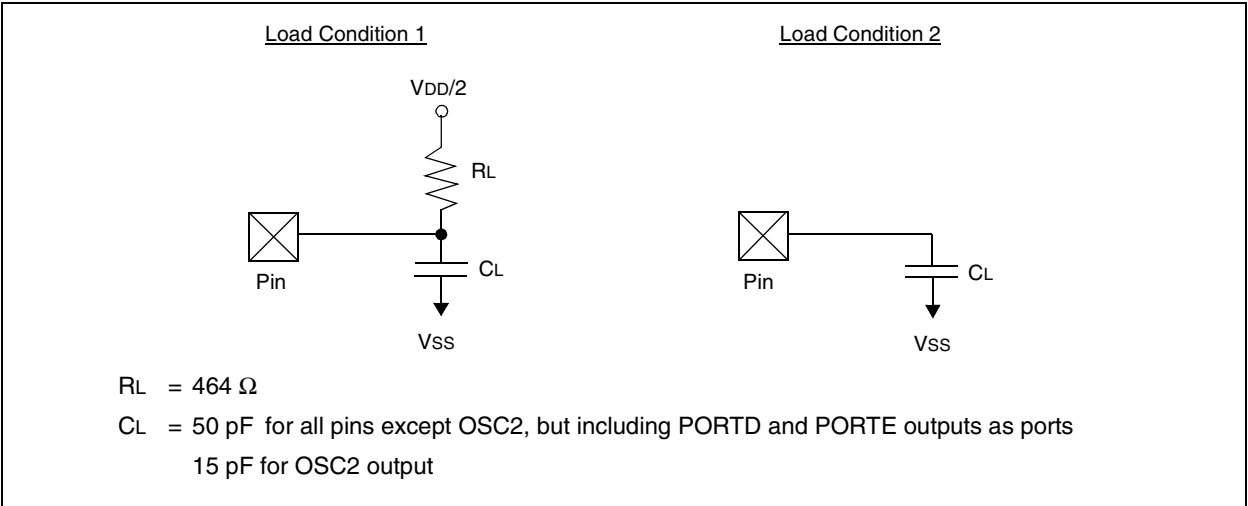 Load Condition 1
Load Condition 2
VDD/2
RL
Pin
CL
VSS
Pin
CL
VSS
RL = 464 Ω
CL = 50 pF for all pins except OSC2, but including PORTD and PORTE outputs as ports
15 pF for OSC2 output